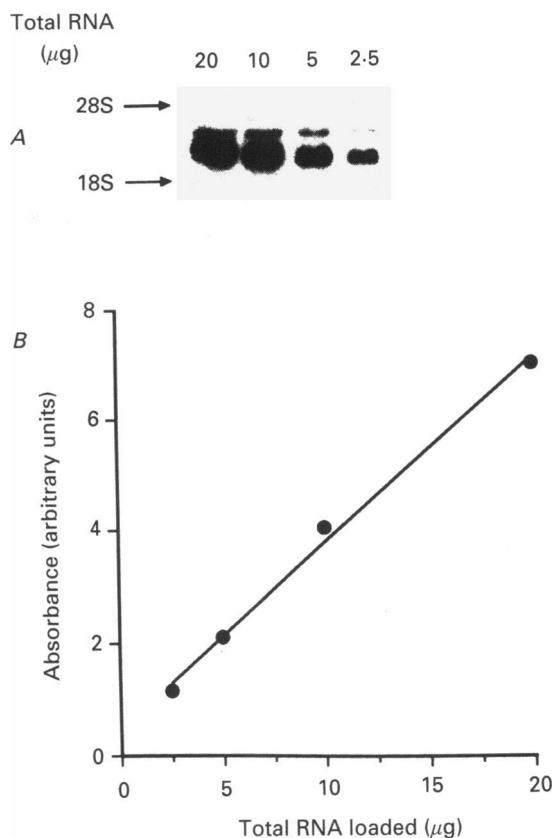 Total RNA
(μg)
20 10 5 2·5
28S
A
18S
B
8
6
4
2
0
Absorbance (arbitrary units)
0 5 10 15 20
Total RNA loaded (μg)